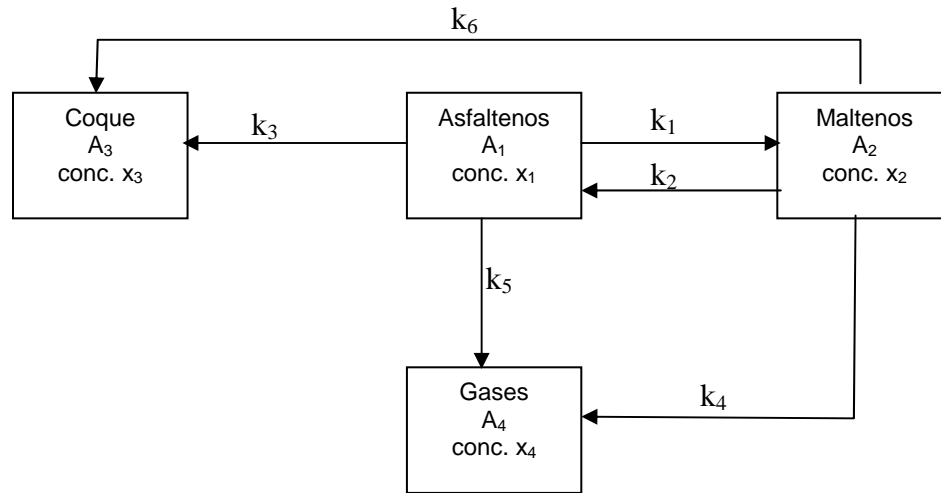 k₆
Coque
A₃
conc. x₃
k₃
Asfaltenos
A₁
conc. x₁
k₁
k₂
Maltenos
A₂
conc. x₂
k₅
Gases
A₄
conc. x₄
k₄